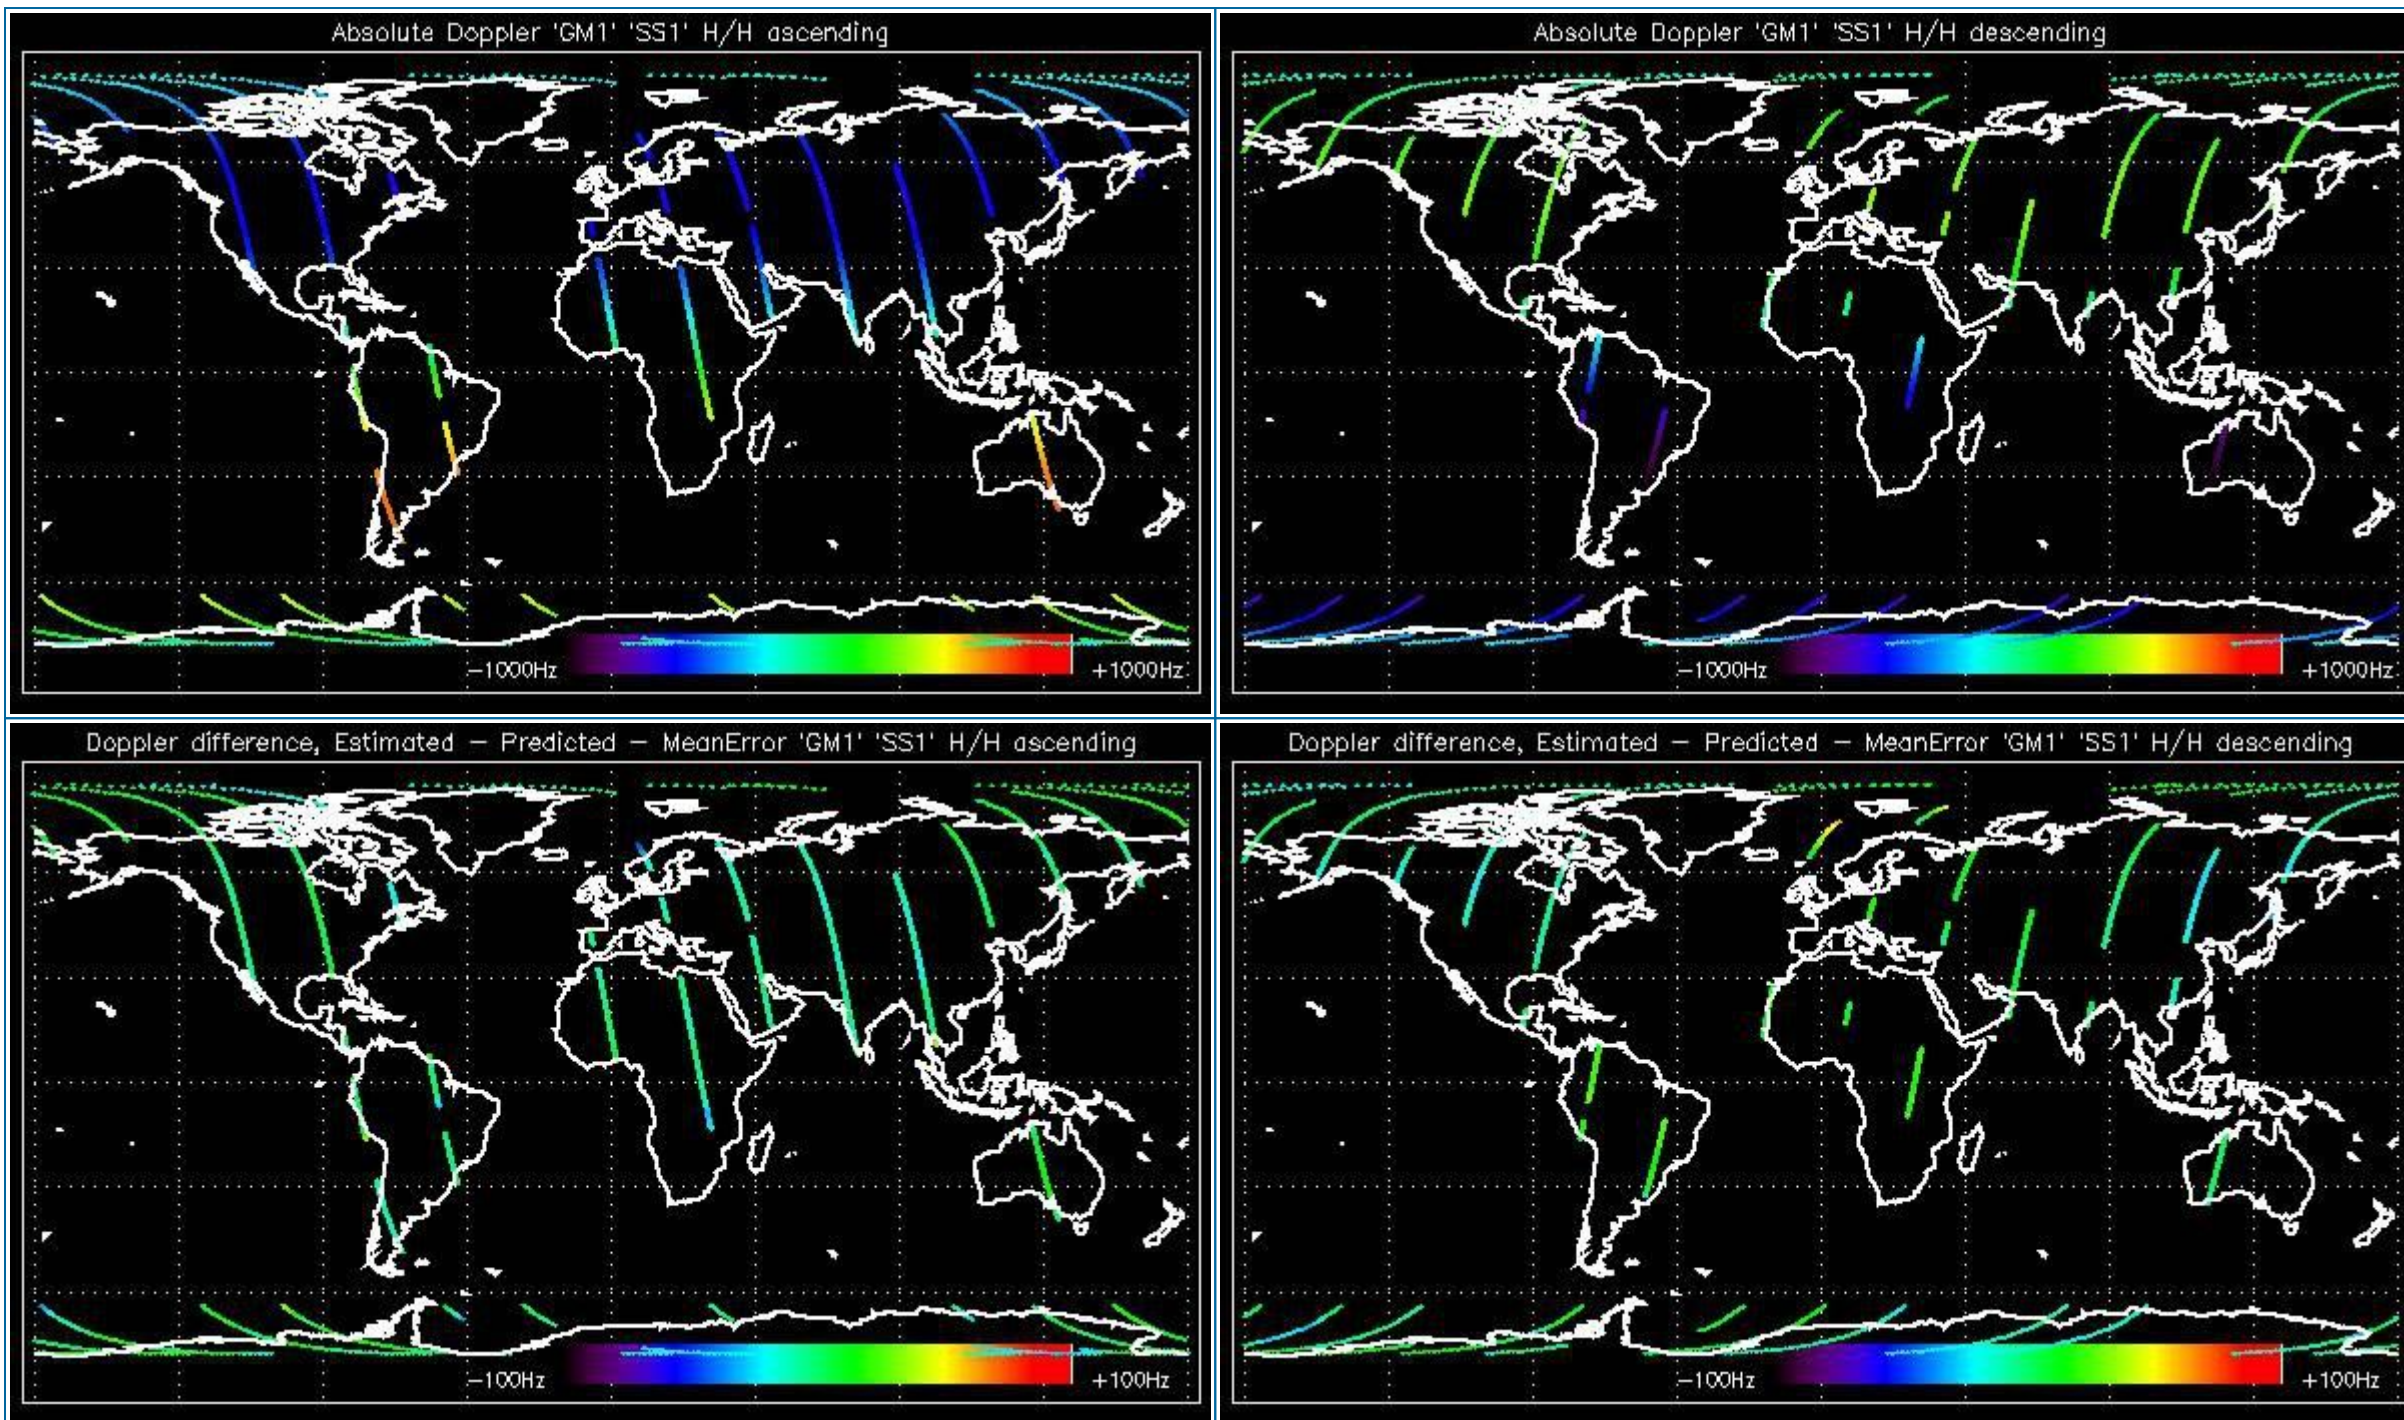 Absolute Doppler 'GM1' 'SS1' H/H ascending
-1000Hz
+1000Hz
Absolute Doppler 'GM1' 'SS1' H/H descending
-1000Hz
+1000Hz
Doppler difference, Estimated - Predicted - MeanError 'GM1' 'SS1' H/H ascending
-100Hz
+100Hz
Doppler difference, Estimated - Predicted - MeanError 'GM1' 'SS1' H/H descending
-100Hz
+100Hz